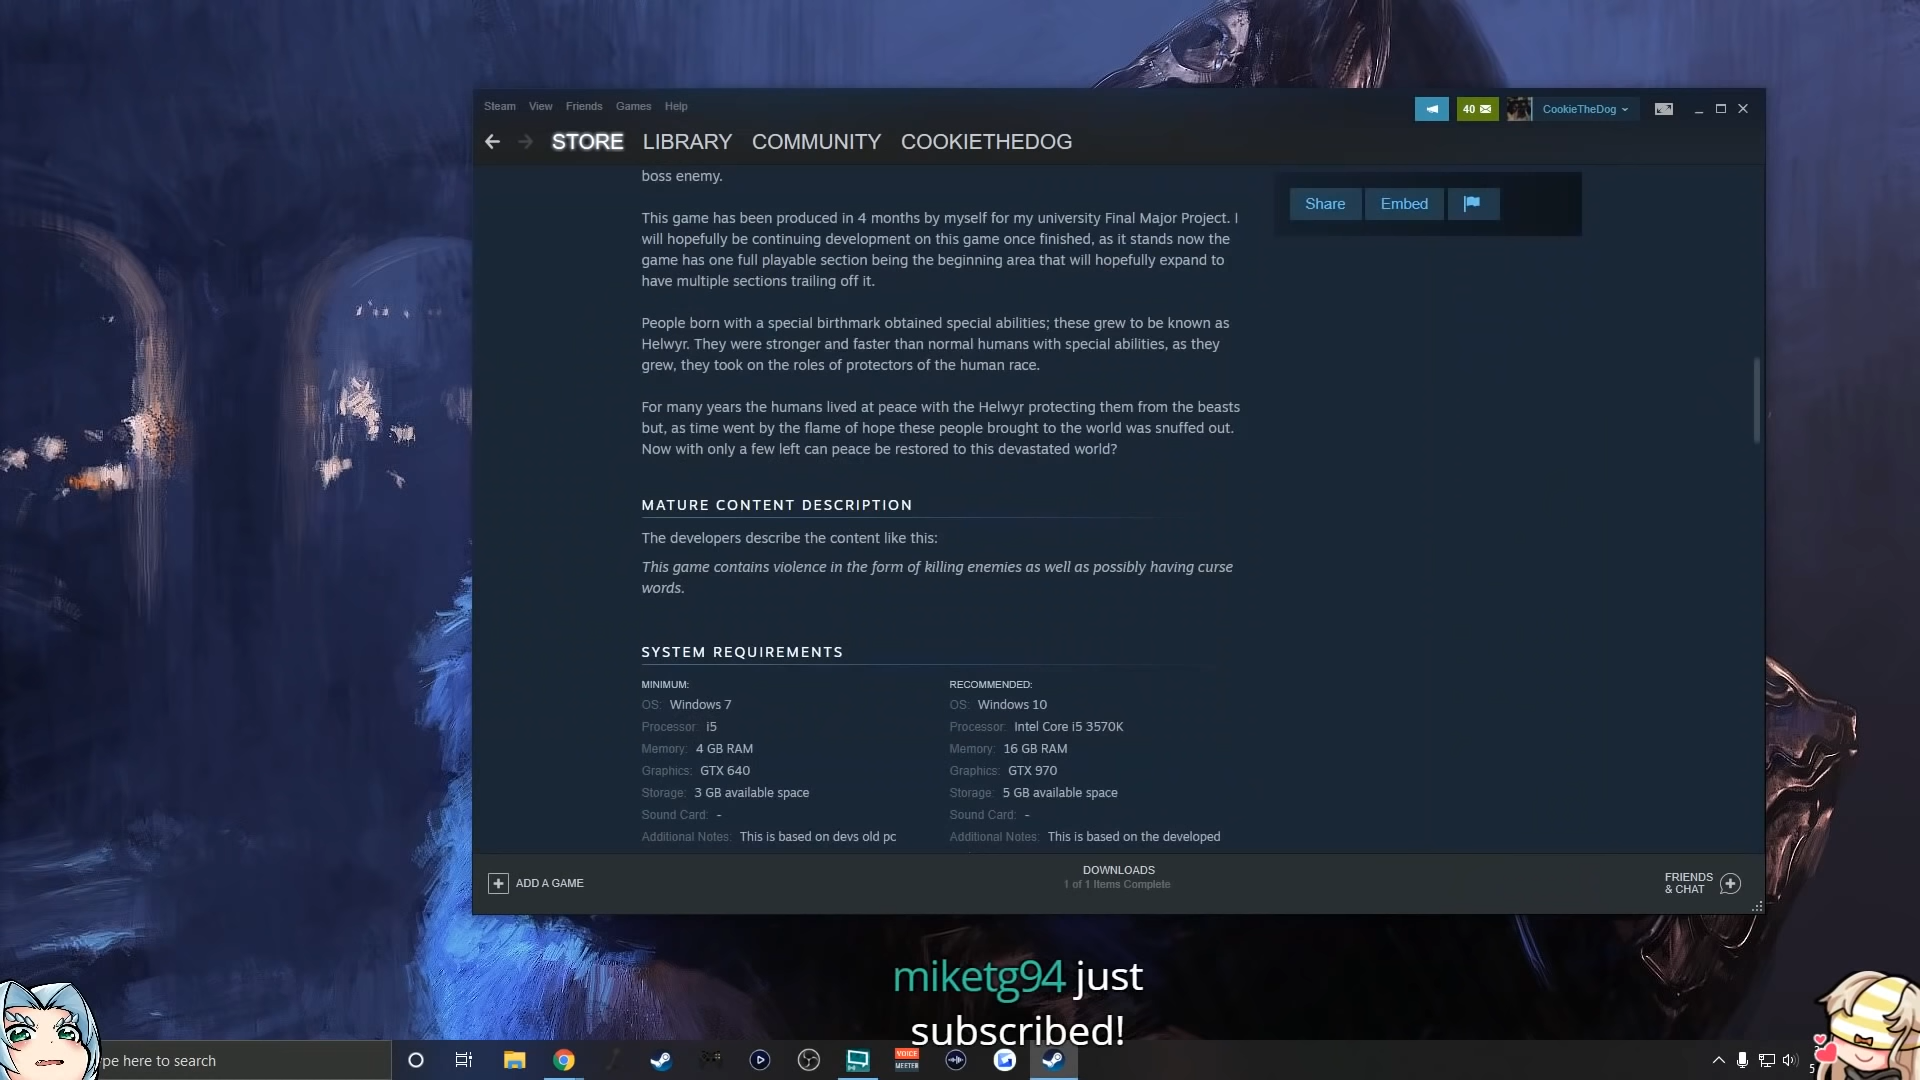 Steam View Friends Games Help
40
CookieTheDog
STORE LIBRARY COMMUNITY COOKIETHEDOG
boss enemy.
Share Embed
This game has been produced in 4 months by myself for my university Final Major Project. I
will hopefully be continuing development on this game once finished, as it stands now the
game has one full playable section being the beginning area that will hopefully expand to
have multiple sections trailing off it.
People born with a special birthmark obtained special abilities; these grew to be known as
Helwyr. They were stronger and faster than normal humans with special abilities, as they
grew, they took on the roles of protectors of the human race.
For many years the humans lived at peace with the Helwyr protecting them from the beasts
but, as time went by the flame of hope these people brought to the world was snuffed out.
Now with only a few left can peace be restored to this devastated world?
MATURE CONTENT DESCRIPTION
The developers describe the content like this:
This game contains violence in the form of killing enemies as well as possibly having curse
words.
SYSTEM REQUIREMENTS
MINIMUM:
OS: Windows 7
Processor: i5
Memory: 4 GB RAM
Graphics: GTX 640
Storage: 3 GB available space
Sound Card: -
Additional Notes: This is based on devs old pc
RECOMMENDED:
OS: Windows 10
Processor: Intel Core i5 3570K
Memory: 16 GB RAM
Graphics: GTX 970
Storage: 5 GB available space
Sound Card: -
Additional Notes: This is based on the developed
ADD A GAME
DOWNLOADS
1 of 1 Items Complete
FRIENDS
& CHAT
miketg94 just
subscribed!
pe here to search
VOICE
MEETER
5